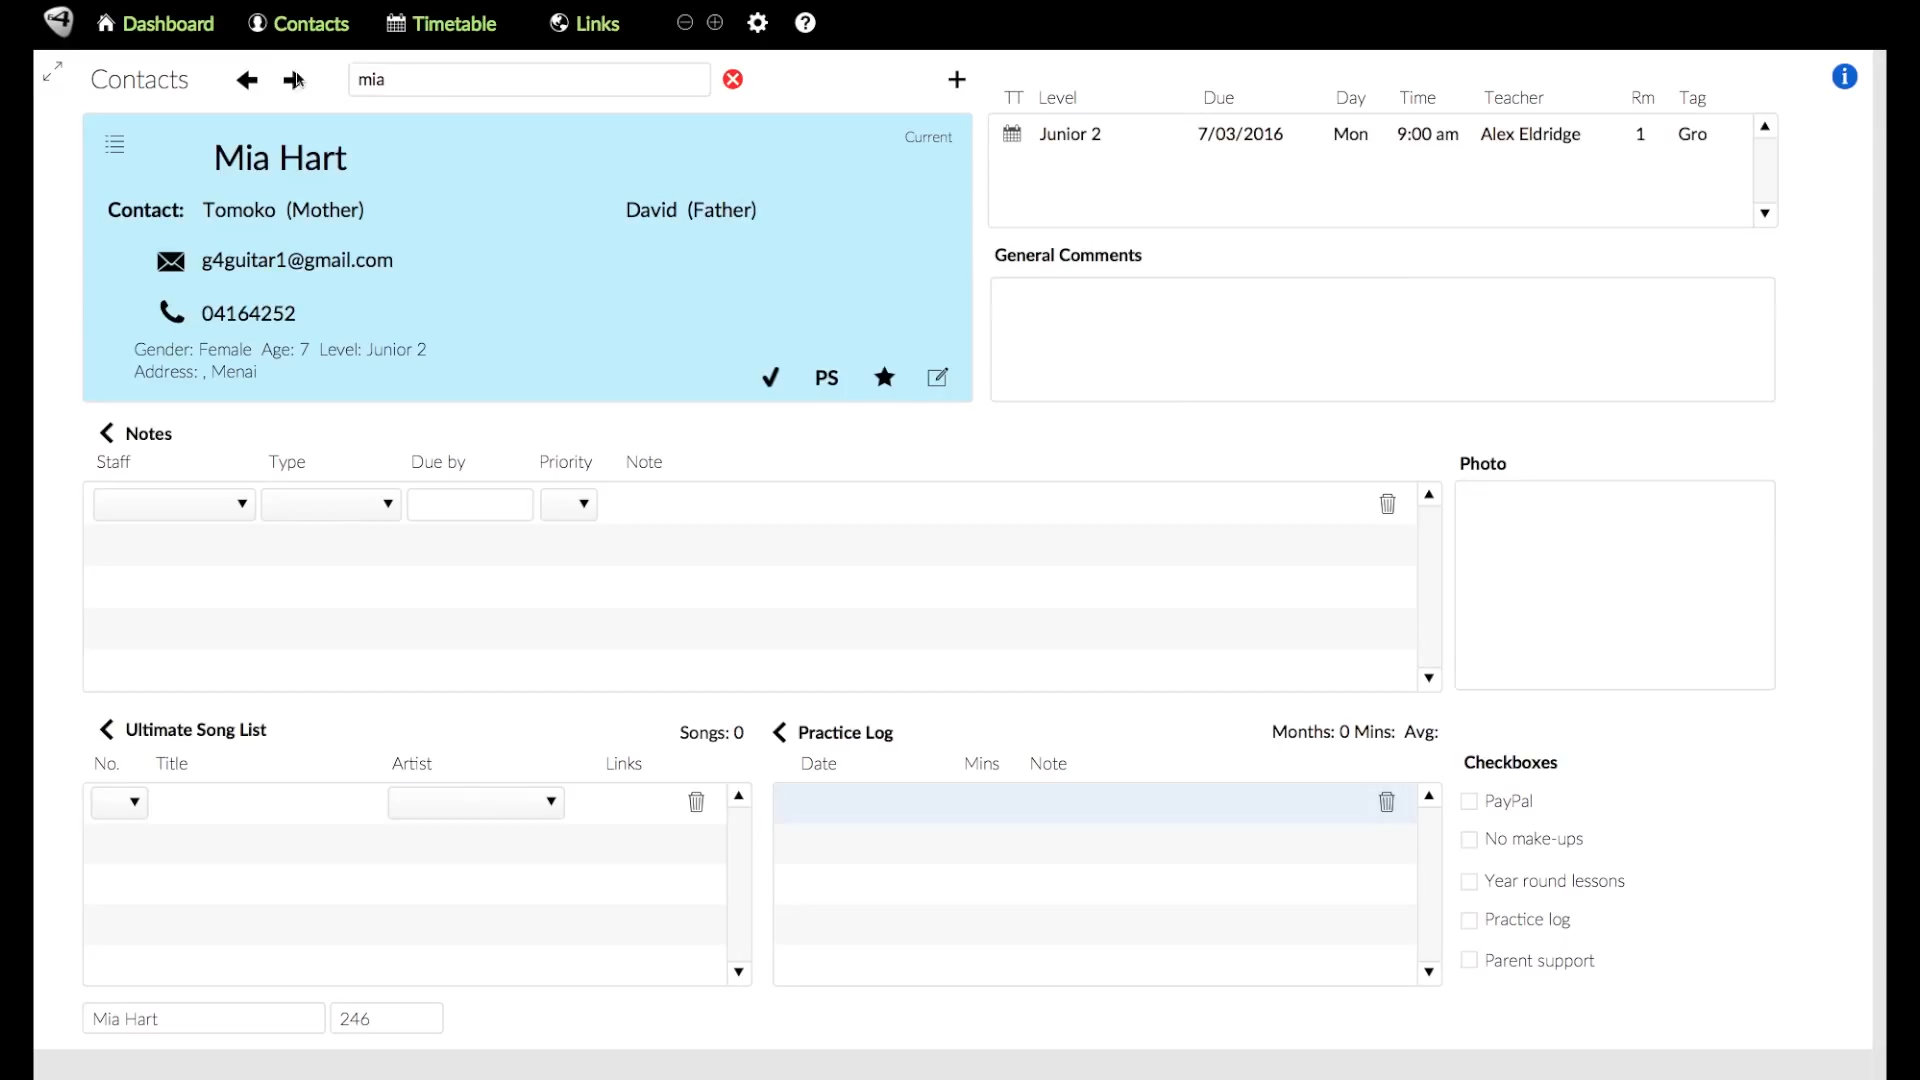 Dashboard Contacts Timetable Links
Contacts
mia
Mia Hart
Current
Contact: Tomoko (Mother) David (Father)
g4guitar1@gmail.com
04164252
Gender: Female Age: 7 Level: Junior 2
Address: , Menai
PS
TT Level Due Day Time Teacher Rm Tag
Junior 2 7/03/2016 Mon 9:00 am Alex Eldridge 1 Gro
General Comments
Notes
Staff Type Due by Priority Note
Photo
Ultimate Song List Songs: 0
No. Title Artist Links
Practice Log Months: 0 Mins: Avg:
Date Mins Note
Checkboxes
PayPal
No make-ups
Year round lessons
Practice log
Parent support
Mia Hart 246